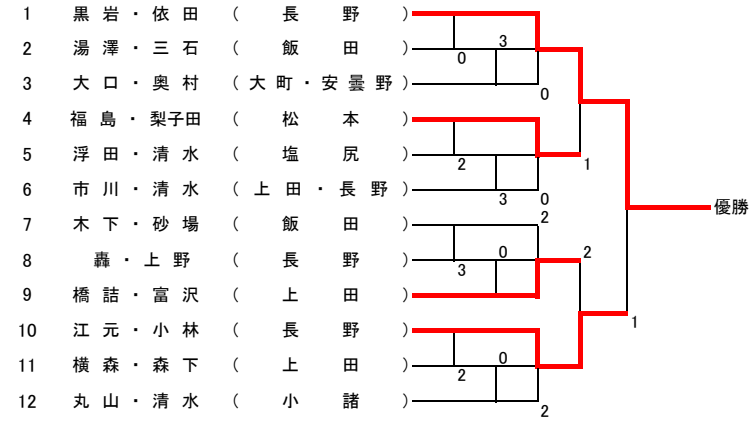 1 黒岩・依田 (長野)
2 湯澤・三石 (飯田)
3 大口・奥村 (大町・安曇野)
4 福島・梨子田 (松本)
5 浮田・清水 (塩尻)
6 市川・清水 (上田・長野)
7 木下・砂場 (飯田)
8 轟・上野 (長野)
9 橋詰・富沢 (上田)
10 江元・小林 (長野)
11 横森・森下 (上田)
12 丸山・清水 (小諸)
3
0
0
1
2
3
0
2
2
0
3
優勝
1
0
2
2